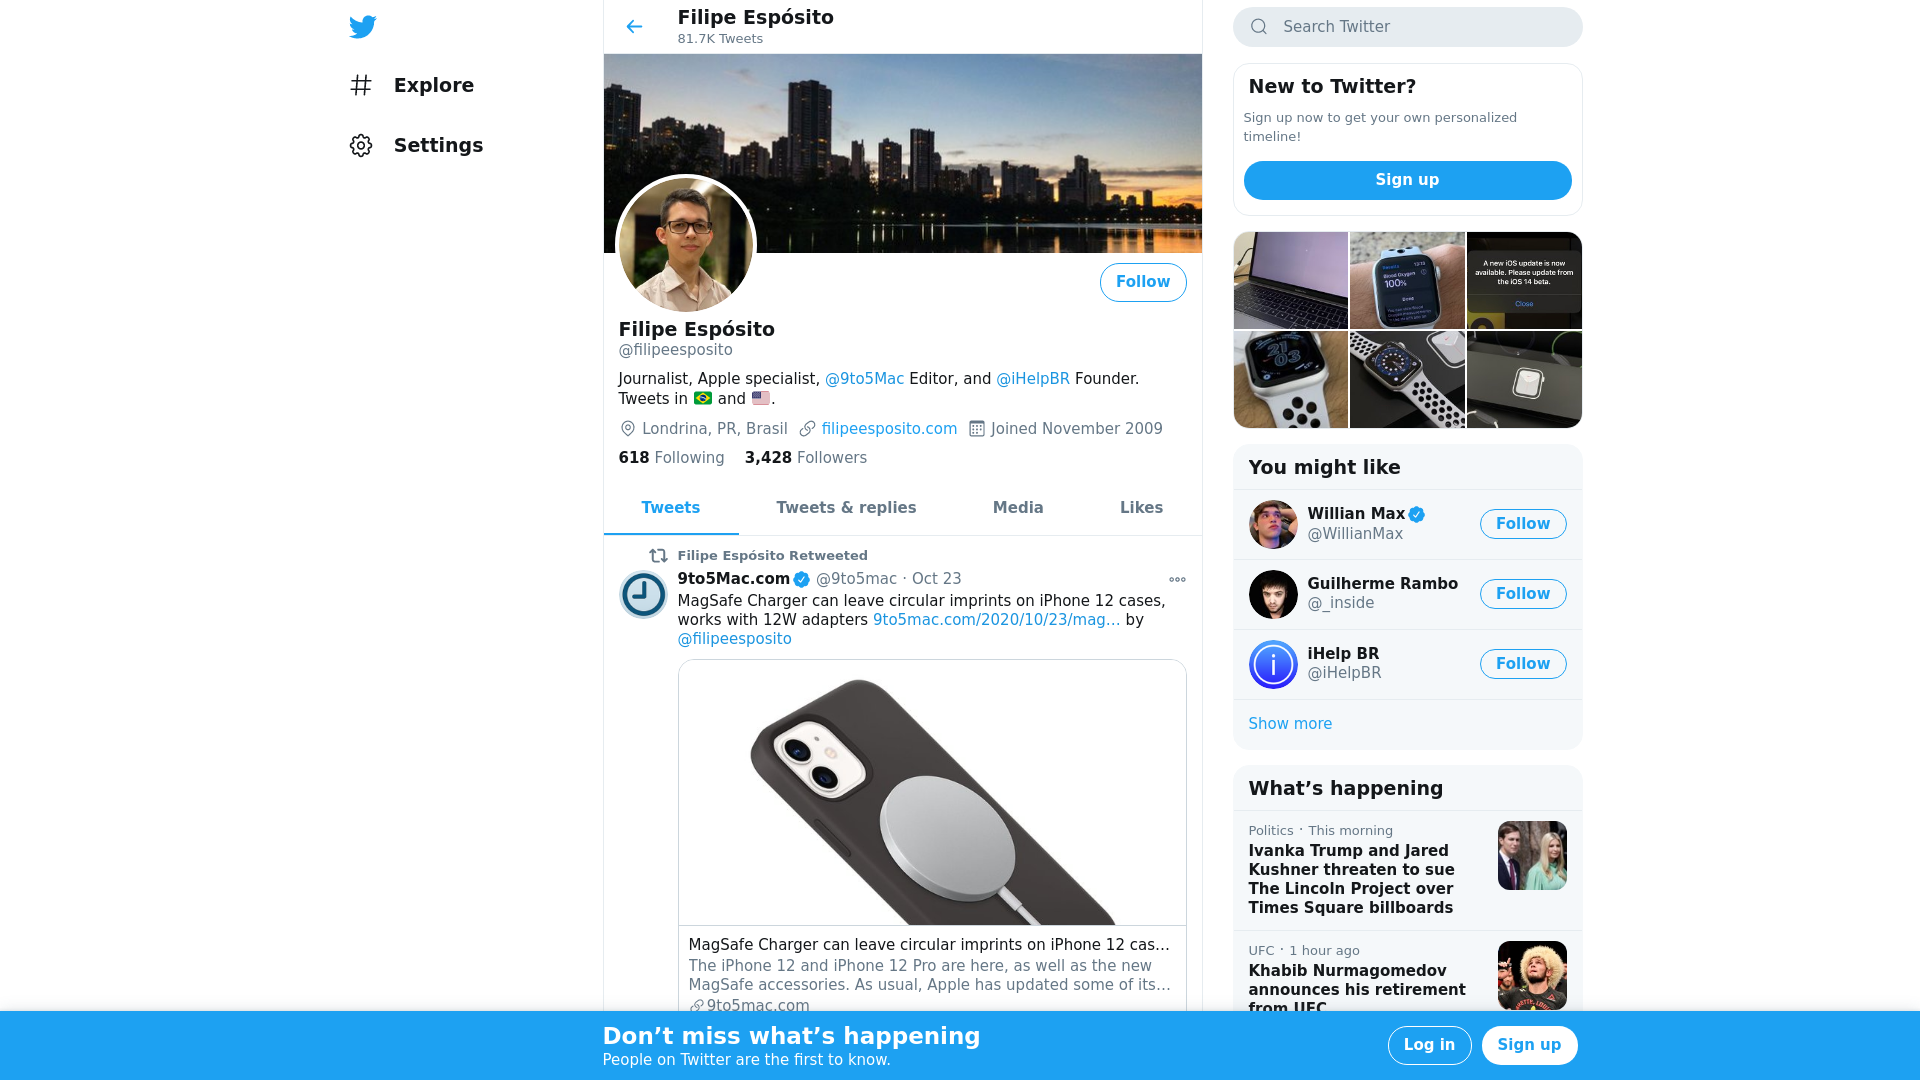 Explore
Settings
Filipe Espósito
81.7K Tweets
Follow
Filipe Espósito
@filipeesposito
Journalist, Apple specialist, @9to5Mac Editor, and @iHelpBR Founder.
Tweets in 🇧🇷 and 🇺🇸.
Londrina, PR, Brasil filipeesposito.com Joined November 2009
618 Following 3,428 Followers
Tweets Tweets & replies Media Likes
Filipe Espósito Retweeted
9to5Mac.com @9to5mac · Oct 23
MagSafe Charger can leave circular imprints on iPhone 12 cases,
works with 12W adapters 9to5mac.com/2020/10/23/mag… by
@filipeesposito
MagSafe Charger can leave circular imprints on iPhone 12 cas…
The iPhone 12 and iPhone 12 Pro are here, as well as the new
MagSafe accessories. As usual, Apple has updated some of its…
9to5mac.com
Search Twitter
New to Twitter?
Sign up now to get your own personalized
timeline!
Sign up
Blood Oxygen
100%
A new iOS update is now
available. Please update from
the iOS 14 beta.
Close
21
03
You might like
Willian Max
@WillianMax
Follow
Guilherme Rambo
@_inside
Follow
iHelp BR
@iHelpBR
Follow
Show more
What’s happening
Politics · This morning
Ivanka Trump and Jared
Kushner threaten to sue
The Lincoln Project over
Times Square billboards
UFC · 1 hour ago
Khabib Nurmagomedov
announces his retirement
from UFC
Don’t miss what’s happening
People on Twitter are the first to know.
Log in
Sign up